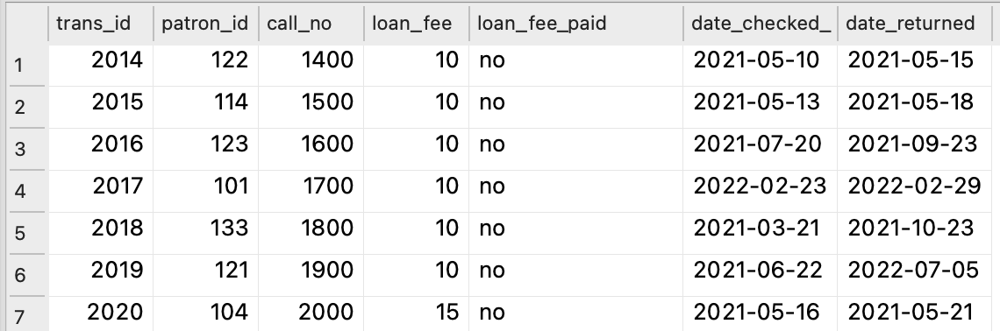 trans_id patron_id call_no loan_fee loan_fee_paid date_checked_ date_returned
1 2014 122 1400 10 no 2021-05-10 2021-05-15
2 2015 114 1500 10 no 2021-05-13 2021-05-18
3 2016 123 1600 10 no 2021-07-20 2021-09-23
4 2017 101 1700 10 no 2022-02-23 2022-02-29
5 2018 133 1800 10 no 2021-03-21 2021-10-23
6 2019 121 1900 10 no 2021-06-22 2022-07-05
7 2020 104 2000 15 no 2021-05-16 2021-05-21